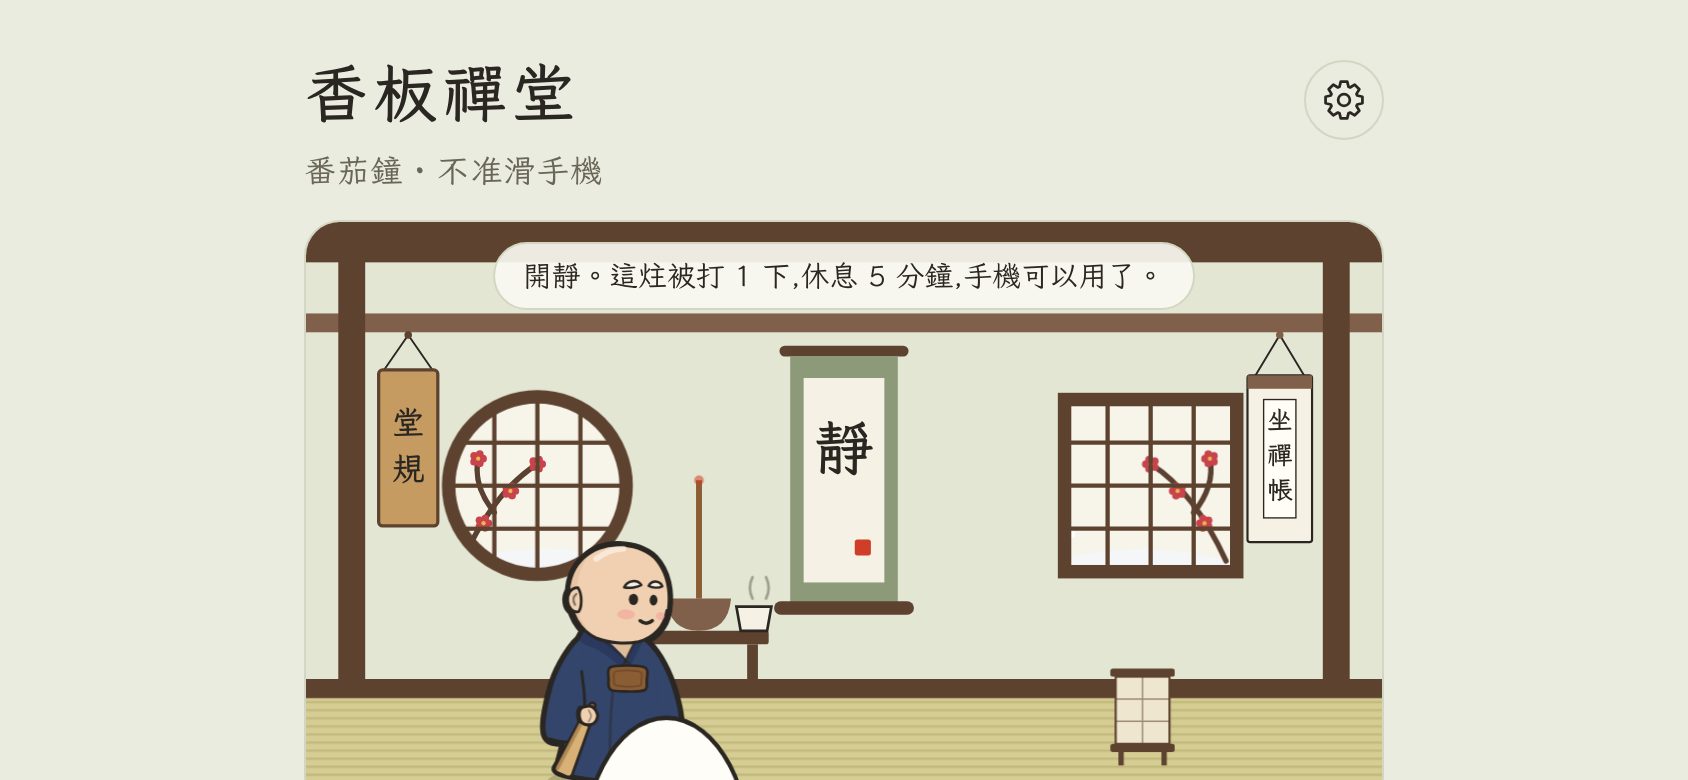 香板禪堂
番茄鐘・不准滑手機
開靜。這炷被打 1 下,休息 5 分鐘,手機可以用了。
堂規
靜
坐禪帳